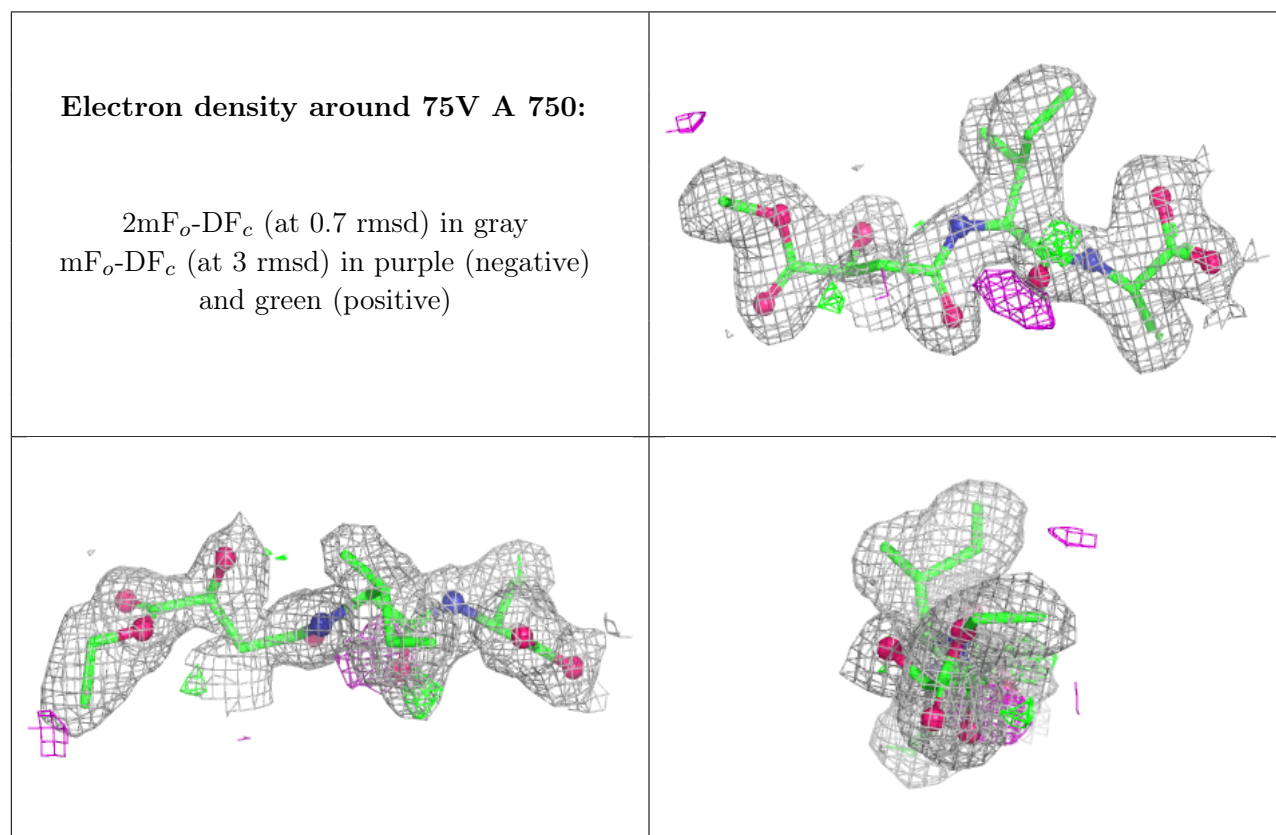 Electron density around 75V A 750:
2mFₒ-DF𝒸 (at 0.7 rmsd) in gray
mFₒ-DF𝒸 (at 3 rmsd) in purple (negative)
and green (positive)